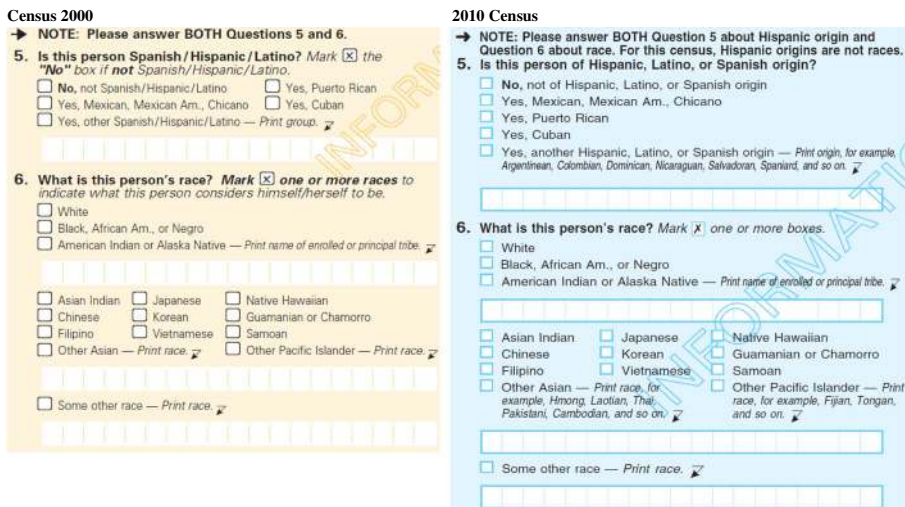 Census 2000
NOTE: Please answer BOTH Questions 5 and 6.
5. Is this person Spanish/Hispanic/Latino? Mark X the
"No" box if not Spanish/Hispanic/Latino.
No, not Spanish/Hispanic/Latino Yes, Puerto Rican
Yes, Mexican, Mexican Am., Chicano Yes, Cuban
Yes, other Spanish/Hispanic/Latino — Print group.
6. What is this person's race? Mark X one or more races to
indicate what this person considers himself/herself to be.
White
Black, African Am., or Negro
American Indian or Alaska Native — Print name of enrolled or principal tribe.
Asian Indian Japanese Native Hawaiian
Chinese Korean Guamanian or Chamorro
Filipino Vietnamese Samoan
Other Asian — Print race. Other Pacific Islander — Print race.
Some other race — Print race.
INFOR
2010 Census
NOTE: Please answer BOTH Question 5 about Hispanic origin and
Question 6 about race. For this census, Hispanic origins are not races.
5. Is this person of Hispanic, Latino, or Spanish origin?
No, not of Hispanic, Latino, or Spanish origin
Yes, Mexican, Mexican Am., Chicano
Yes, Puerto Rican
Yes, Cuban
Yes, another Hispanic, Latino, or Spanish origin — Print origin, for example,
Argentinean, Colombian, Dominican, Nicaraguan, Salvadoran, Spaniard, and so on.
6. What is this person's race? Mark X one or more boxes.
White
Black, African Am., or Negro
American Indian or Alaska Native — Print name of enrolled or principal tribe.
Asian Indian Japanese Native Hawaiian
Chinese Korean Guamanian or Chamorro
Filipino Vietnamese Samoan
Other Asian — Print race, for Other Pacific Islander — Print
example, Hmong, Laotian, Thai, race, for example, Fijian, Tongan,
Pakistani, Cambodian, and so on. and so on.
Some other race — Print race.
INFORMATIO